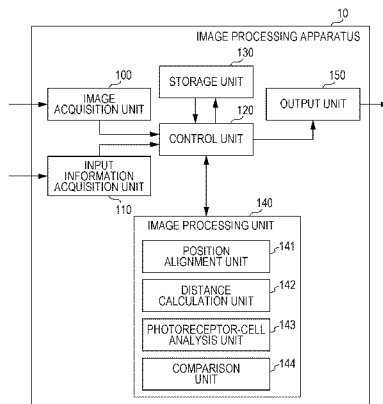 10
IMAGE PROCESSING APPARATUS
100
IMAGE
ACQUISITION UNIT
130
STORAGE UNIT
150
OUTPUT UNIT
120
CONTROL UNIT
INPUT
INFORMATION
ACQUISITION UNIT
110
140
IMAGE PROCESSING UNIT
POSITION
ALIGNMENT UNIT
141
DISTANCE
CALCULATION UNIT
142
PHOTORECEPTOR-CELL
ANALYSIS UNIT
143
COMPARISON
UNIT
144